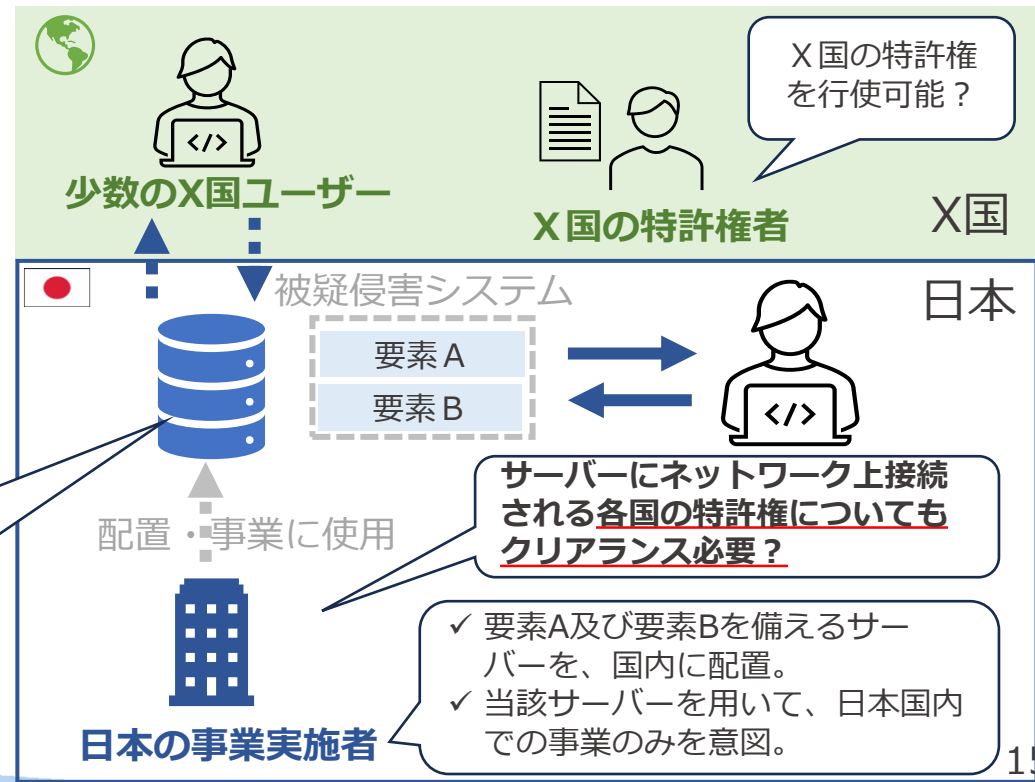 X国の特許権
を行使可能？
</>
少数のX国ユーザー
X国の特許権者
X国
日本
被疑侵害システム
要素A
要素B
</>
サーバーにネットワーク上接続
される各国の特許権についても
クリアランス必要？
配置・事業に使用
✓ 要素A及び要素Bを備えるサー
バーを、国内に配置。
✓ 当該サーバーを用いて、日本国内
での事業のみを意図。
日本の事業実施者